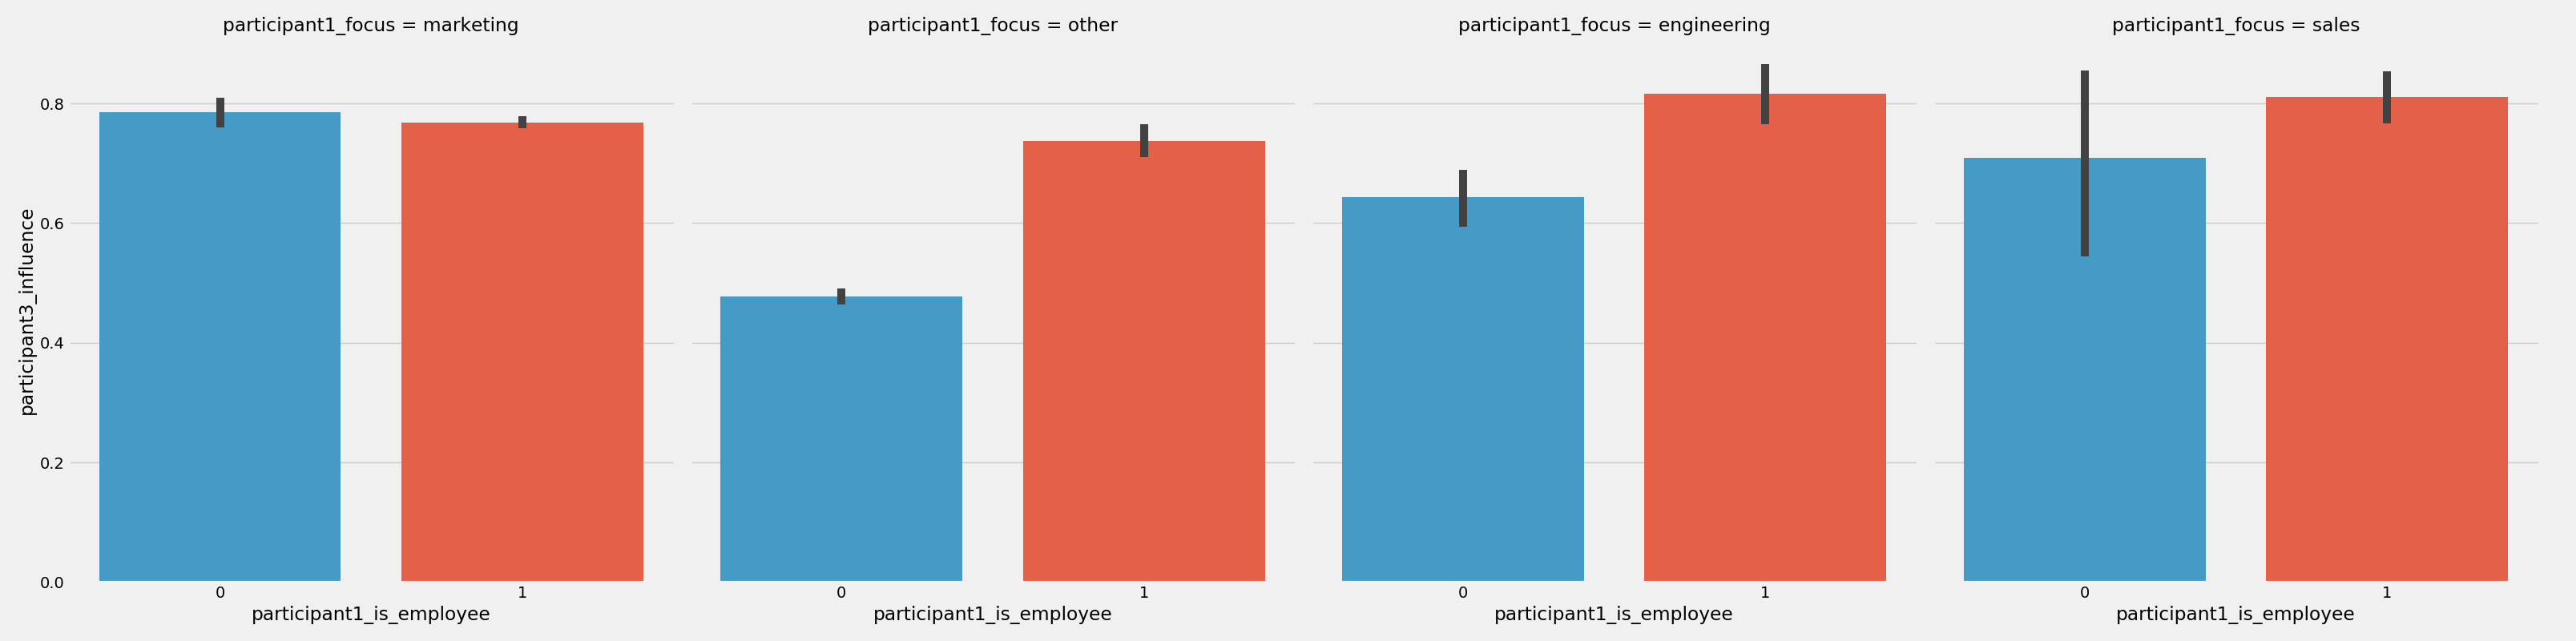 participant1_focus = marketing
participant1_focus = other
participant1_focus = engineering
participant1_focus = sales
participant3_influence
0.8
0.6
0.4
0.2
0.0
0 1
0 1
0 1
0 1
participant1_is_employee
participant1_is_employee
participant1_is_employee
participant1_is_employee